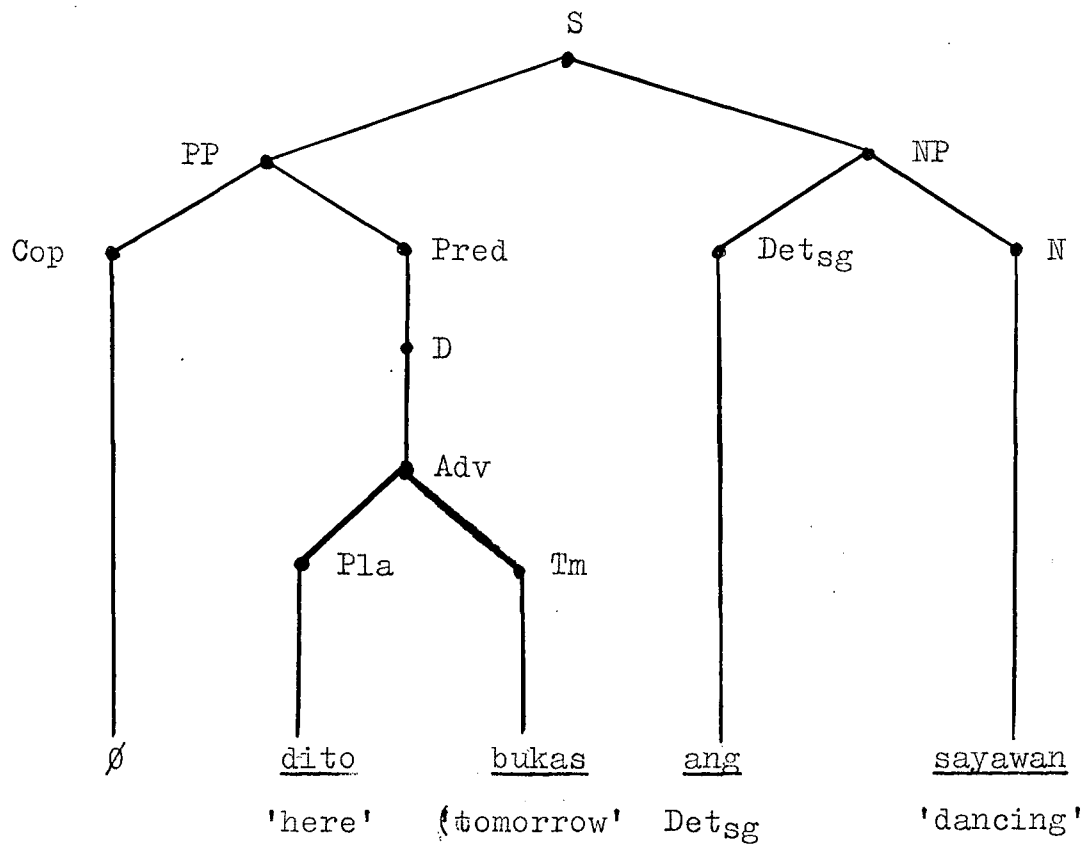 S
PP NP
Cop Pred Detsg N
D
Adv
Pla Tm
∅ dito bukas ang sayawan
'here' (tomorrow' Detsg 'dancing'